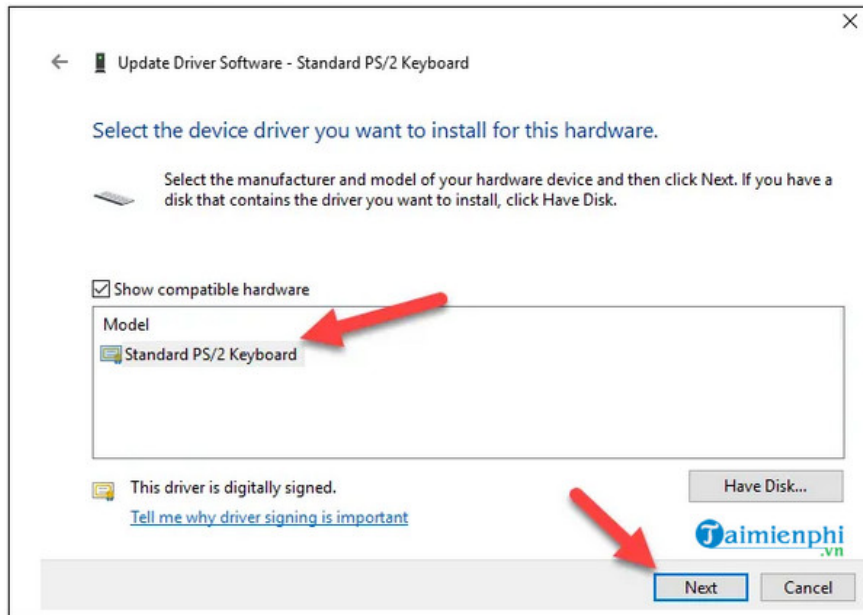 Update Driver Software - Standard PS/2 Keyboard
Select the device driver you want to install for this hardware.
Select the manufacturer and model of your hardware device and then click Next. If you have a
disk that contains the driver you want to install, click Have Disk.
Show compatible hardware
Model
Standard PS/2 Keyboard
This driver is digitally signed.
Have Disk...
Tell me why driver signing is important
Taimienphi
.vn
Next
Cancel